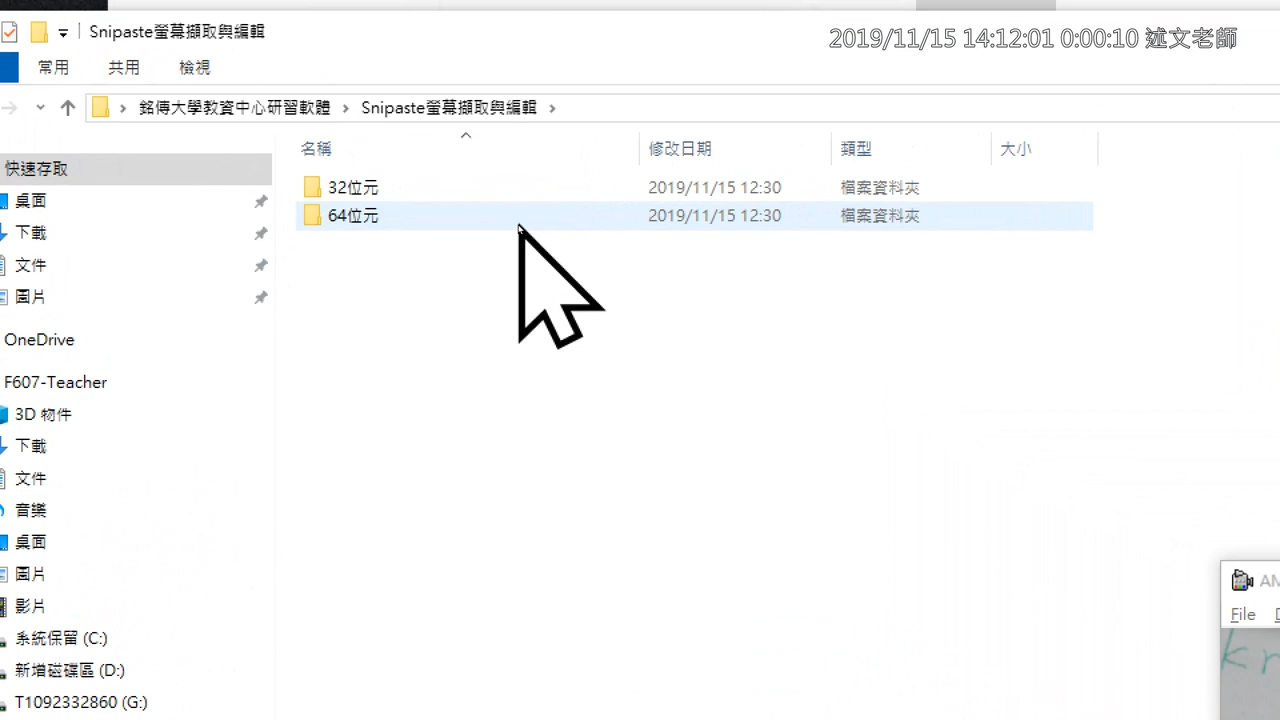 Snipaste螢幕擷取與編輯
2019/11/15 14:12:01 0:00:10 述文老師
常用 共用 檢視
銘傳大學教資中心研習軟體 Snipaste螢幕擷取與編輯
名稱 修改日期 類型 大小
32位元 2019/11/15 12:30 檔案資料夾
64位元 2019/11/15 12:30 檔案資料夾
快速存取
桌面
下載
文件
圖片
OneDrive
F607-Teacher
3D 物件
下載
文件
音樂
桌面
圖片
影片
系統保留 (C:)
新增磁碟區 (D:)
T1092332860 (G:)
File